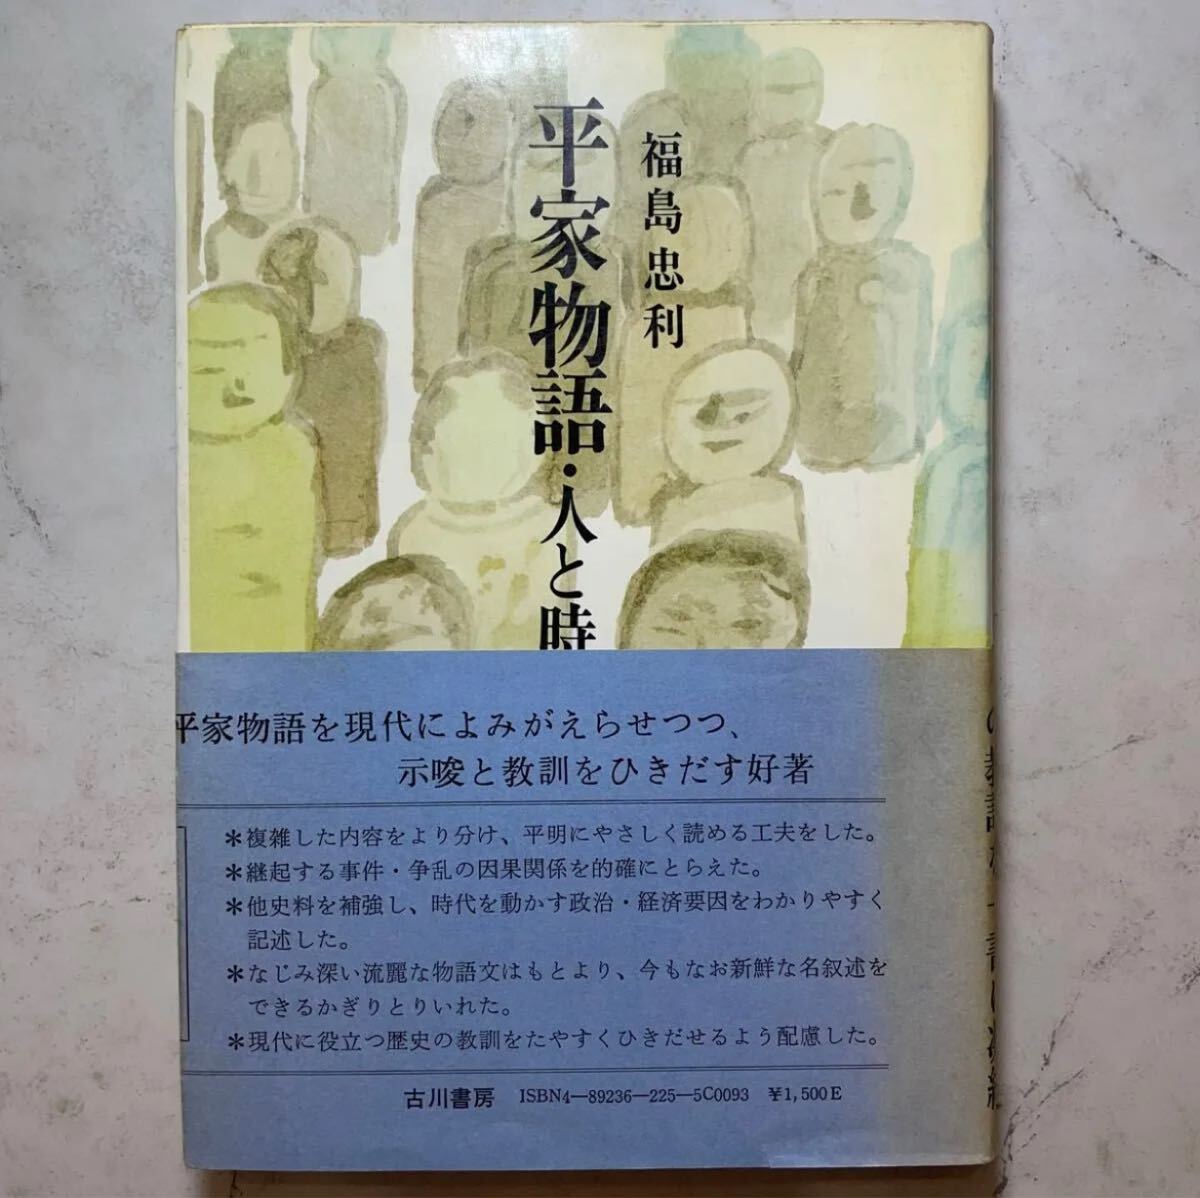 福島忠利
平家物語・人と時
平家物語を現代によみがえらせつつ、
示唆と教訓をひきだす好著
＊複雑した内容をより分け、平明にやさしく読める工夫をした。
＊継起する事件・争乱の因果関係を的確にとらえた。
＊他史料を補強し、時代を動かす政治・経済要因をわかりやすく
記述した。
＊なじみ深い流麗な物語文はもとより、今もなお新鮮な名叙述を
できるかぎりとりいれた。
＊現代に役立つ歴史の教訓をたやすくひきだせるよう配慮した。
古川書房 ISBN4-89236-225-5C0093 ¥1,500E